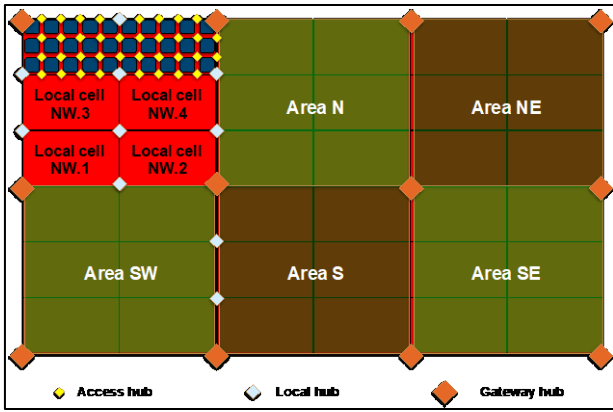 Local cell
NW.3
Local cell
NW.4
Area N
Area NE
Local cell
NW.1
Local cell
NW.2
Area SW
Area S
Area SE
Access hub
Local hub
Gateway hub